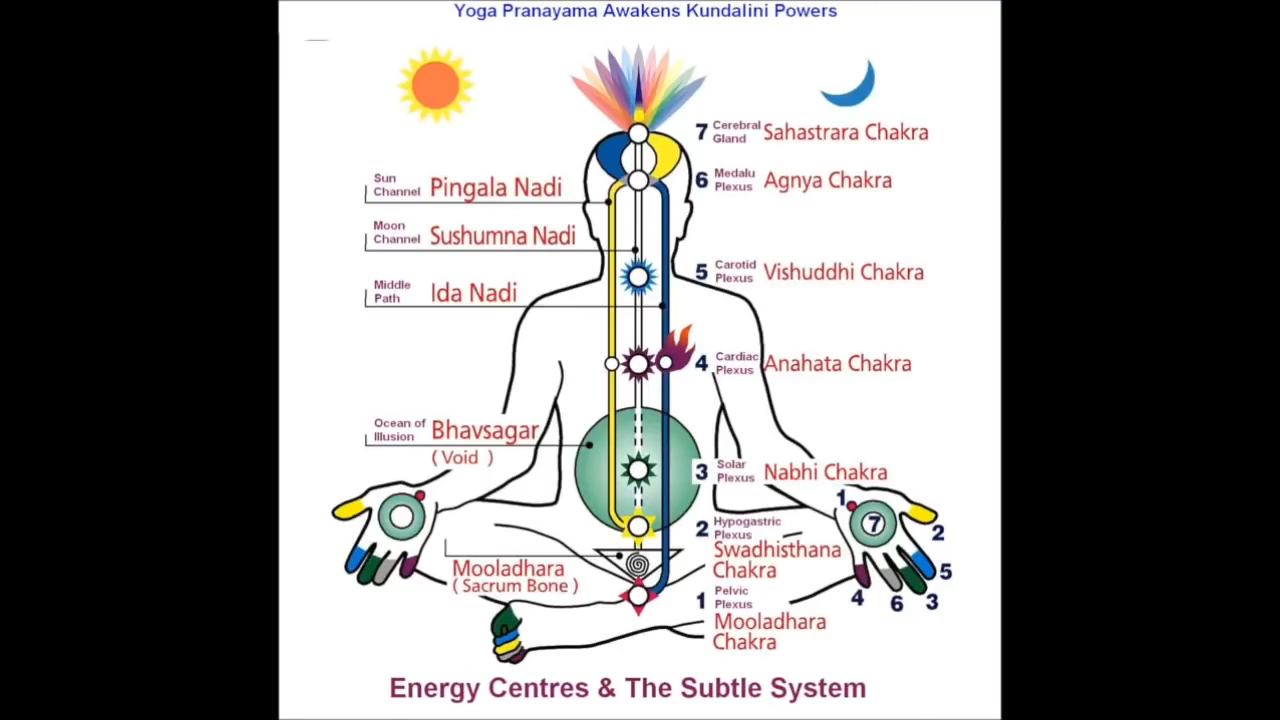 Yoga Pranayama Awakens Kundalini Powers
7 Cerebral Gland Sahastrara Chakra
Sun Channel Pingala Nadi
6 Medalu Plexus Agnya Chakra
Moon Channel Sushumna Nadi
5 Carotid Plexus Vishuddhi Chakra
Middle Path Ida Nadi
4 Cardiac Plexus Anahata Chakra
Ocean of Illusion Bhavsagar
( Void )
3 Solar Plexus Nabhi Chakra
1
7
2
2 Hypogastric Plexus
Swadhisthana
Chakra
Mooladhara
( Sacrum Bone )
5
4 6 3
1 Pelvic Plexus
Mooladhara
Chakra
Energy Centres & The Subtle System